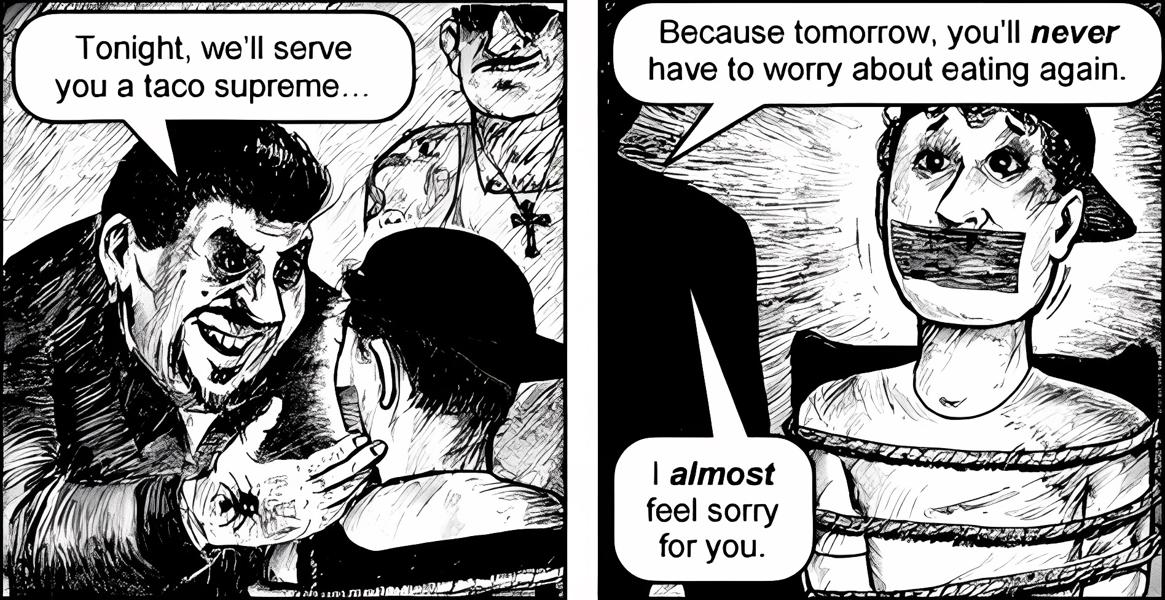 Tonight, we'll serve
you a taco supreme...
Because tomorrow, you'll never
have to worry about eating again.
I almost
feel sorry
for you.